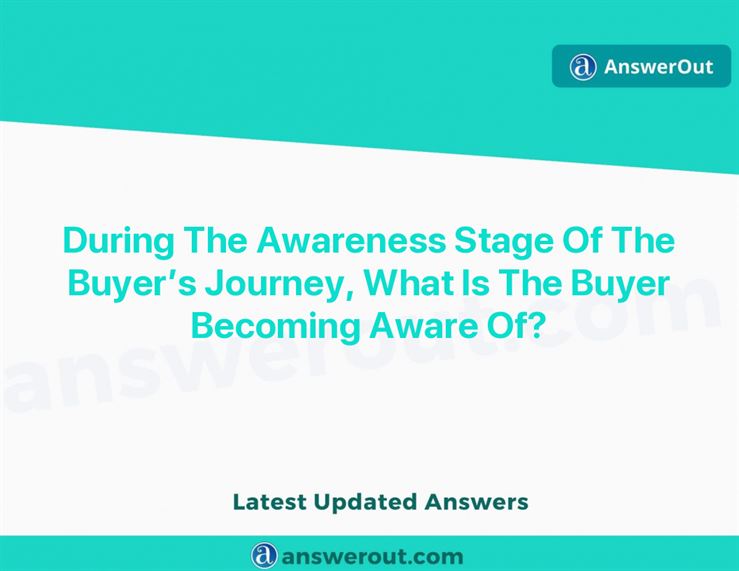 AnswerOut
During The Awareness Stage Of The
Buyer’s Journey, What Is The Buyer
Becoming Aware Of?
answerout.com
Latest Updated Answers
answerout.com